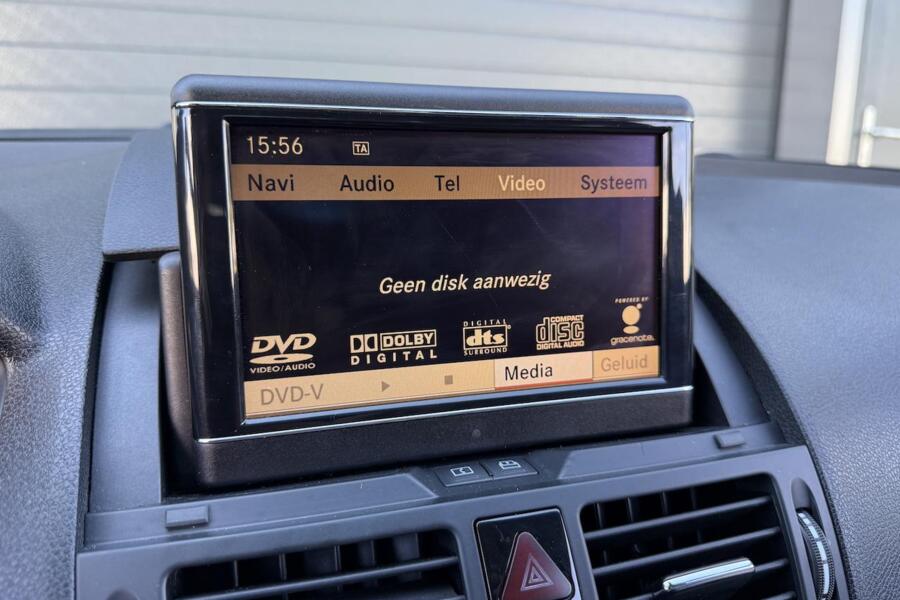 15:56 TA
Navi Audio Tel Video Systeem
Geen disk aanwezig
POWERED BY
gracenote.
DVD
VIDEO/AUDIO
DOLBY
DIGITAL
DIGITAL
dts
SURROUND
COMPACT
disc
DIGITAL AUDIO
DVD-V Media Geluid